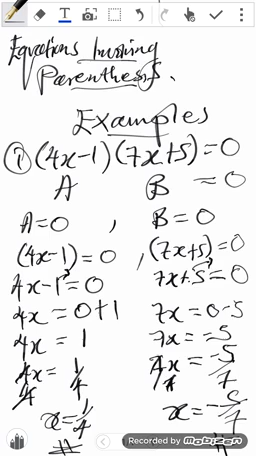 Equations Involving
Parenthesis.
Examples
① (4x-1)(7x+5)=0
A B = 0
A=0 , B=0
(4x-1)=0 , (7x+5)=0
4x-1=0 7x+5=0
4x=0+1 7x=0-5
4x=1 7x=-5
4x/4=1/4 7x/7=-5/7
x=1/4 x=-5/7
Recorded by Mobizen